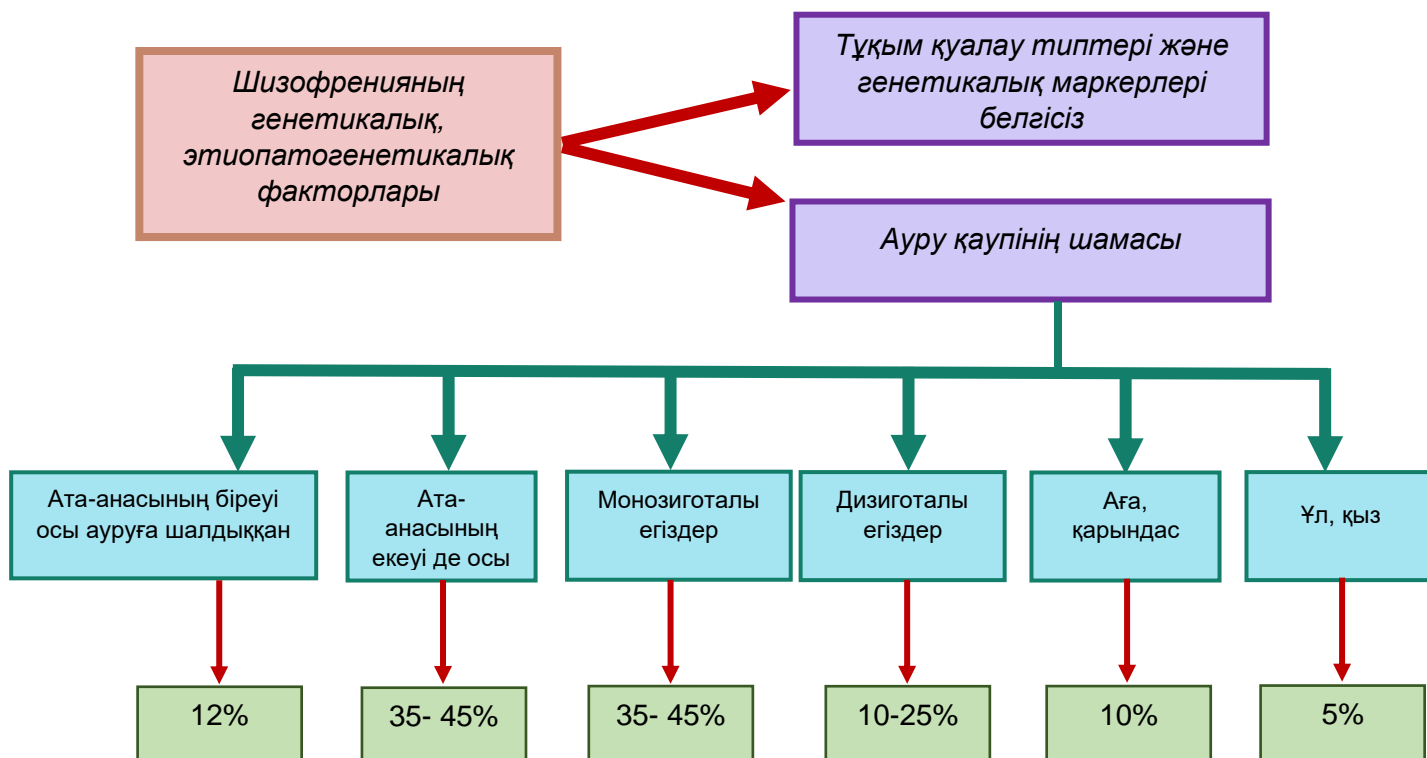 Шизофренияның
генетикалық,
этиопатогенетикалық
факторлары
Тұқым қуалау типтері және
генетикалық маркерлері
белгісіз
Ауру қаупінің шамасы
Ата-анасының біреуі
осы ауруға шалдыққан
Ата-
анасының
екеуі де осы
Монозиготалы
егіздер
Дизиготалы
егіздер
Аға,
қарындас
Ұл, қыз
12%
35- 45%
35- 45%
10-25%
10%
5%